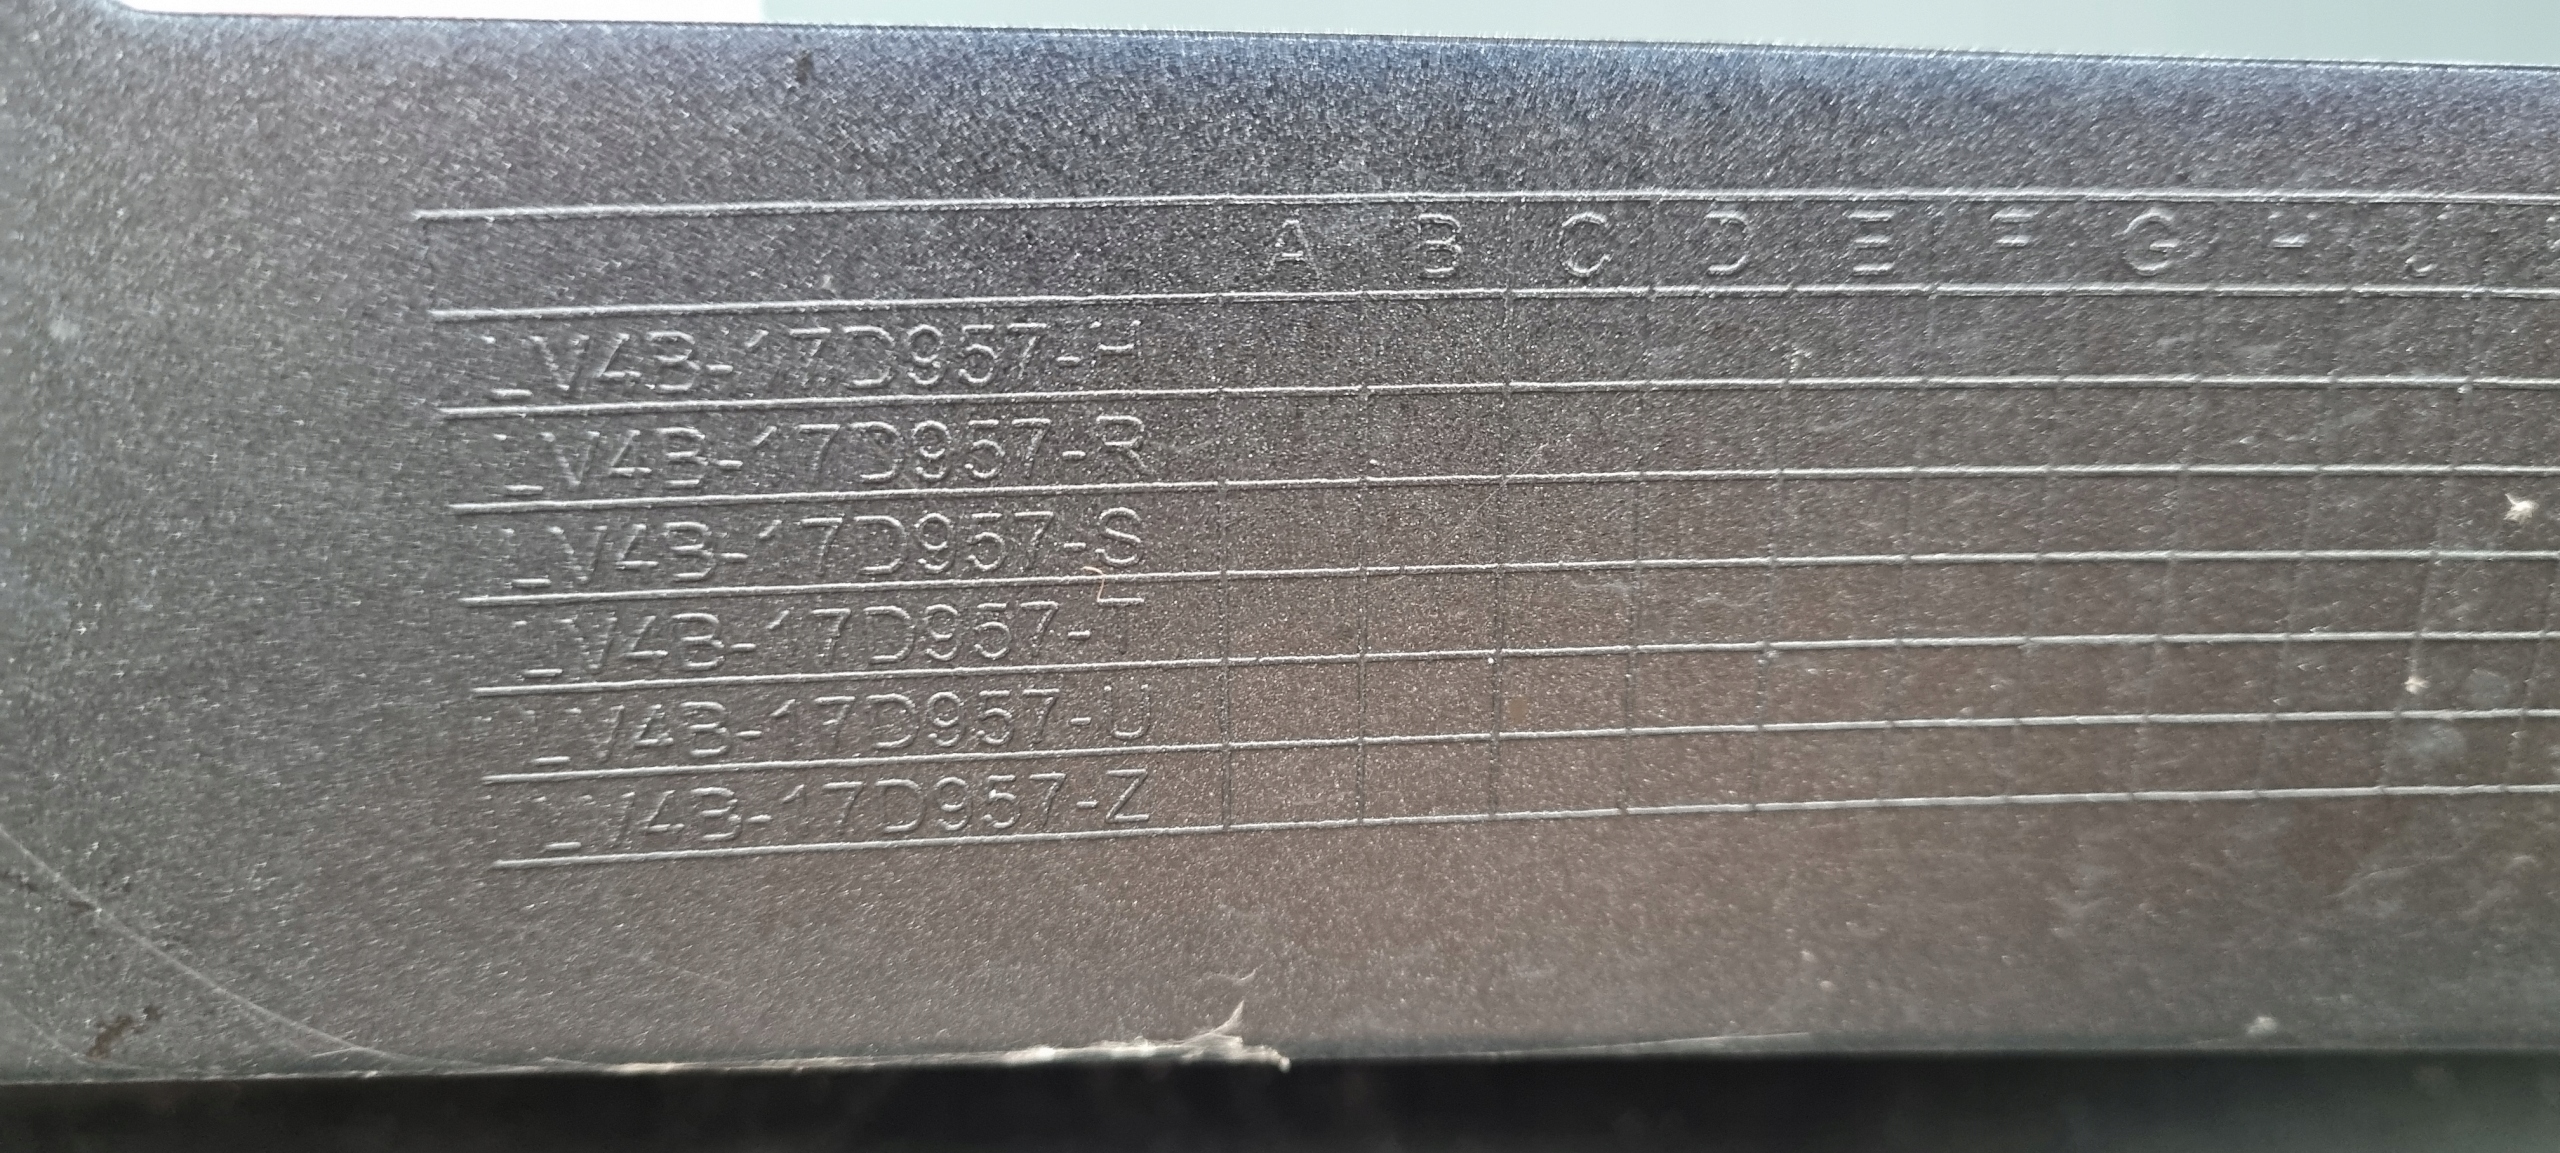 A B C D E F G H J
LV4B-17D957-H
LV4B-17D957-R
LV4B-17D957-S
LV4B-17D957-T
LV4B-17D957-U
LV4B-17D957-Z